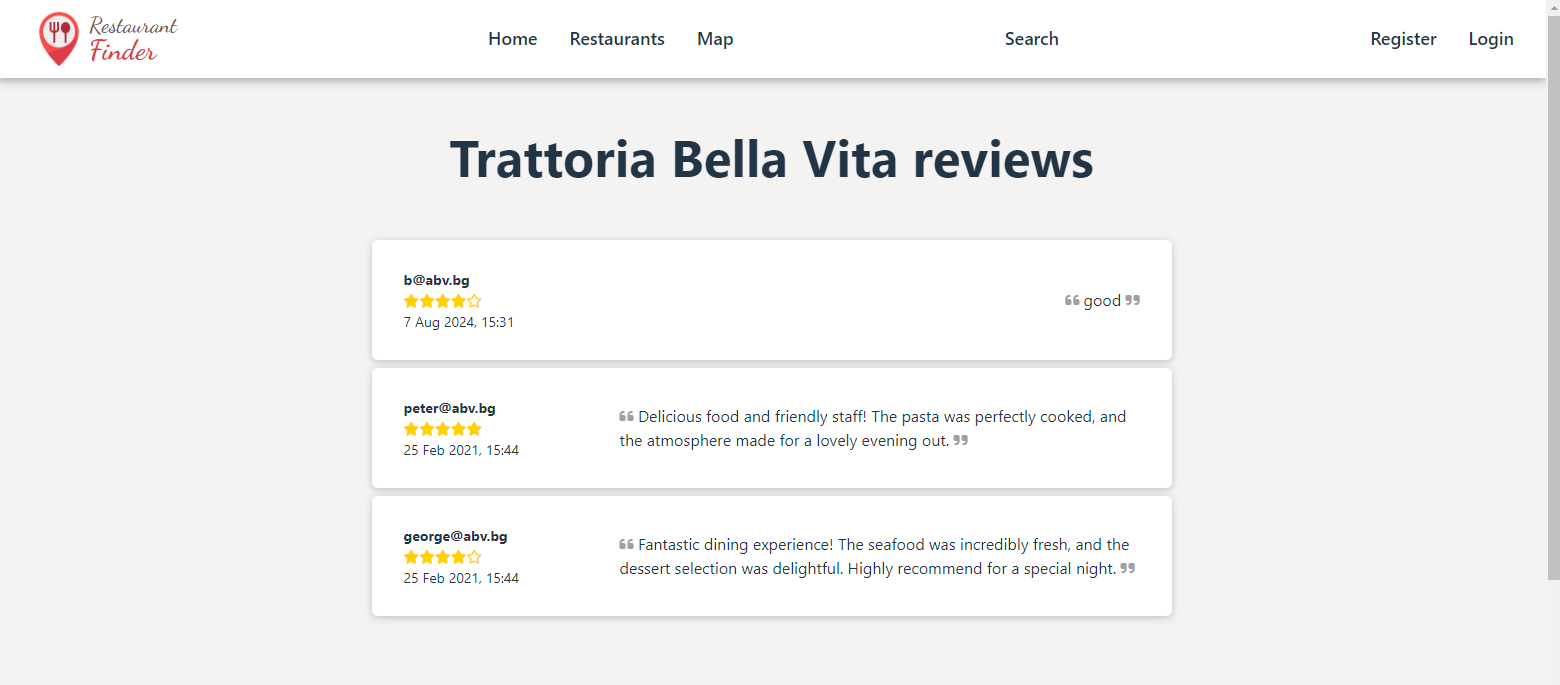 Restaurant
Finder
Home Restaurants Map Search Register Login
Trattoria Bella Vita reviews
b@abv.bg
7 Aug 2024, 15:31
❝ good ❞
peter@abv.bg
25 Feb 2021, 15:44
❝ Delicious food and friendly staff! The pasta was perfectly cooked, and
the atmosphere made for a lovely evening out. ❞
george@abv.bg
25 Feb 2021, 15:44
❝ Fantastic dining experience! The seafood was incredibly fresh, and the
dessert selection was delightful. Highly recommend for a special night. ❞